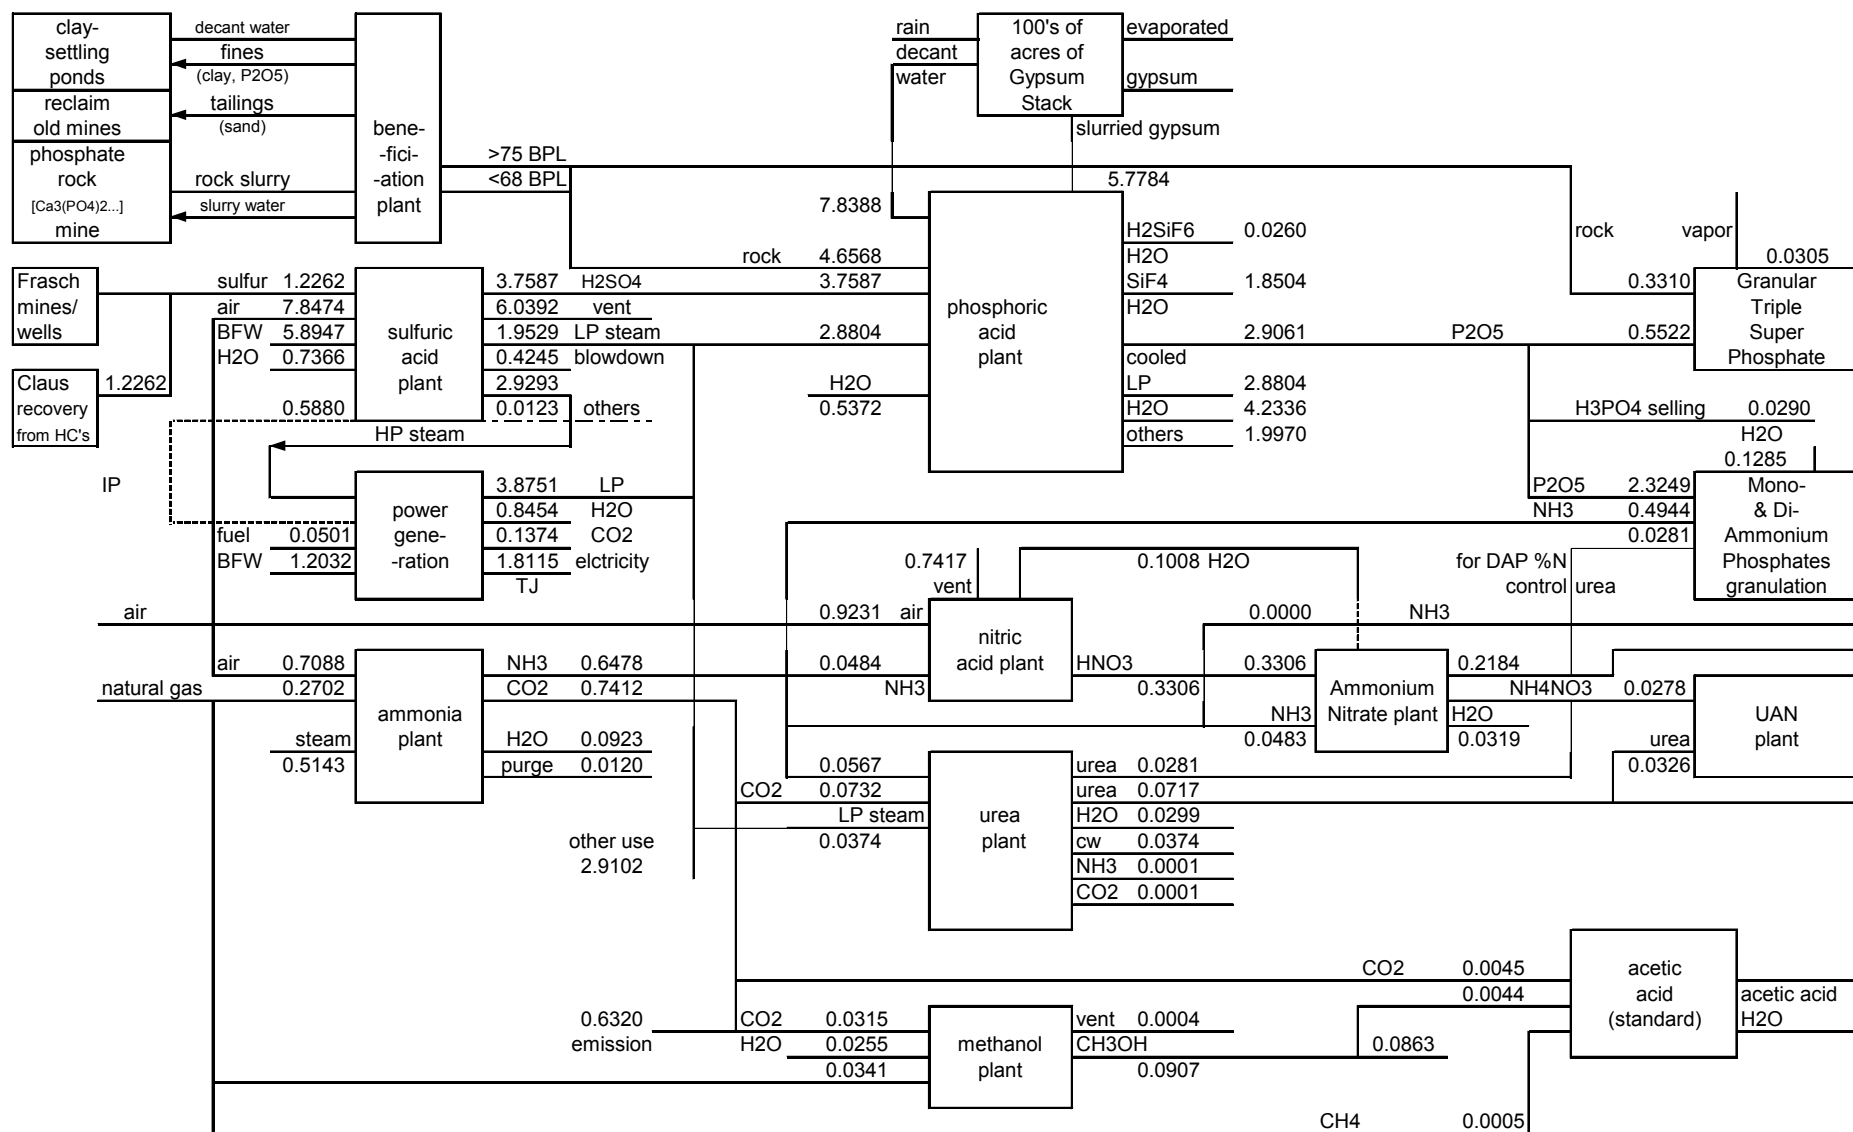 clay-
settling
ponds
reclaim
old mines
phosphate
rock
[Ca3(PO4)2...]
mine
decant water
fines
(clay, P2O5)
tailings
(sand)
rock slurry
slurry water
bene-
-fici-
-ation
plant
>75 BPL
<68 BPL
rain
decant
water
100's of
acres of
Gypsum
Stack
evaporated
gypsum
slurried gypsum
5.7784
7.8388
rock 4.6568
3.7587
2.8804
H2O
0.5372
phosphoric
acid
plant
H2SiF6 0.0260
H2O
SiF4 1.8504
H2O
2.9061
cooled
LP 2.8804
H2O 4.2336
others 1.9970
rock
vapor
0.0305
0.3310
P2O5 0.5522
Granular
Triple
Super
Phosphate
H3PO4 selling 0.0290
H2O
0.1285
P2O5 2.3249
NH3 0.4944
0.0281
Mono-
& Di-
Ammonium
Phosphates
granulation
for DAP %N
control urea
Frasch
mines/
wells
Claus
recovery
from HC's
1.2262
sulfur 1.2262
air 7.8474
BFW 5.8947
H2O 0.7366
0.5880
sulfuric
acid
plant
3.7587 H2SO4
6.0392 vent
1.9529 LP steam
0.4245 blowdown
2.9293
0.0123 others
HP steam
IP
fuel 0.0501
BFW 1.2032
power
gene-
-ration
3.8751 LP
0.8454 H2O
0.1374 CO2
1.8115 elctricity
TJ
air
0.9231 air
0.7417
vent
0.1008 H2O
nitric
acid plant
0.0484
NH3
HNO3
0.3306
0.3306
0.0000 NH3
air 0.7088
natural gas 0.2702
steam
0.5143
ammonia
plant
NH3 0.6478
CO2 0.7412
H2O 0.0923
purge 0.0120
NH3
0.0483
Ammonium
Nitrate plant
0.2184
NH4NO3 0.0278
H2O
0.0319
UAN
plant
urea
0.0326
0.0567
CO2 0.0732
LP steam
0.0374
urea
plant
urea 0.0281
urea 0.0717
H2O 0.0299
cw 0.0374
NH3 0.0001
CO2 0.0001
other use
2.9102
CO2 0.0045
0.0044
acetic
acid
(standard)
acetic acid
H2O
0.6320
emission
CO2 0.0315
H2O 0.0255
0.0341
methanol
plant
vent 0.0004
CH3OH
0.0907
0.0863
CH4 0.0005